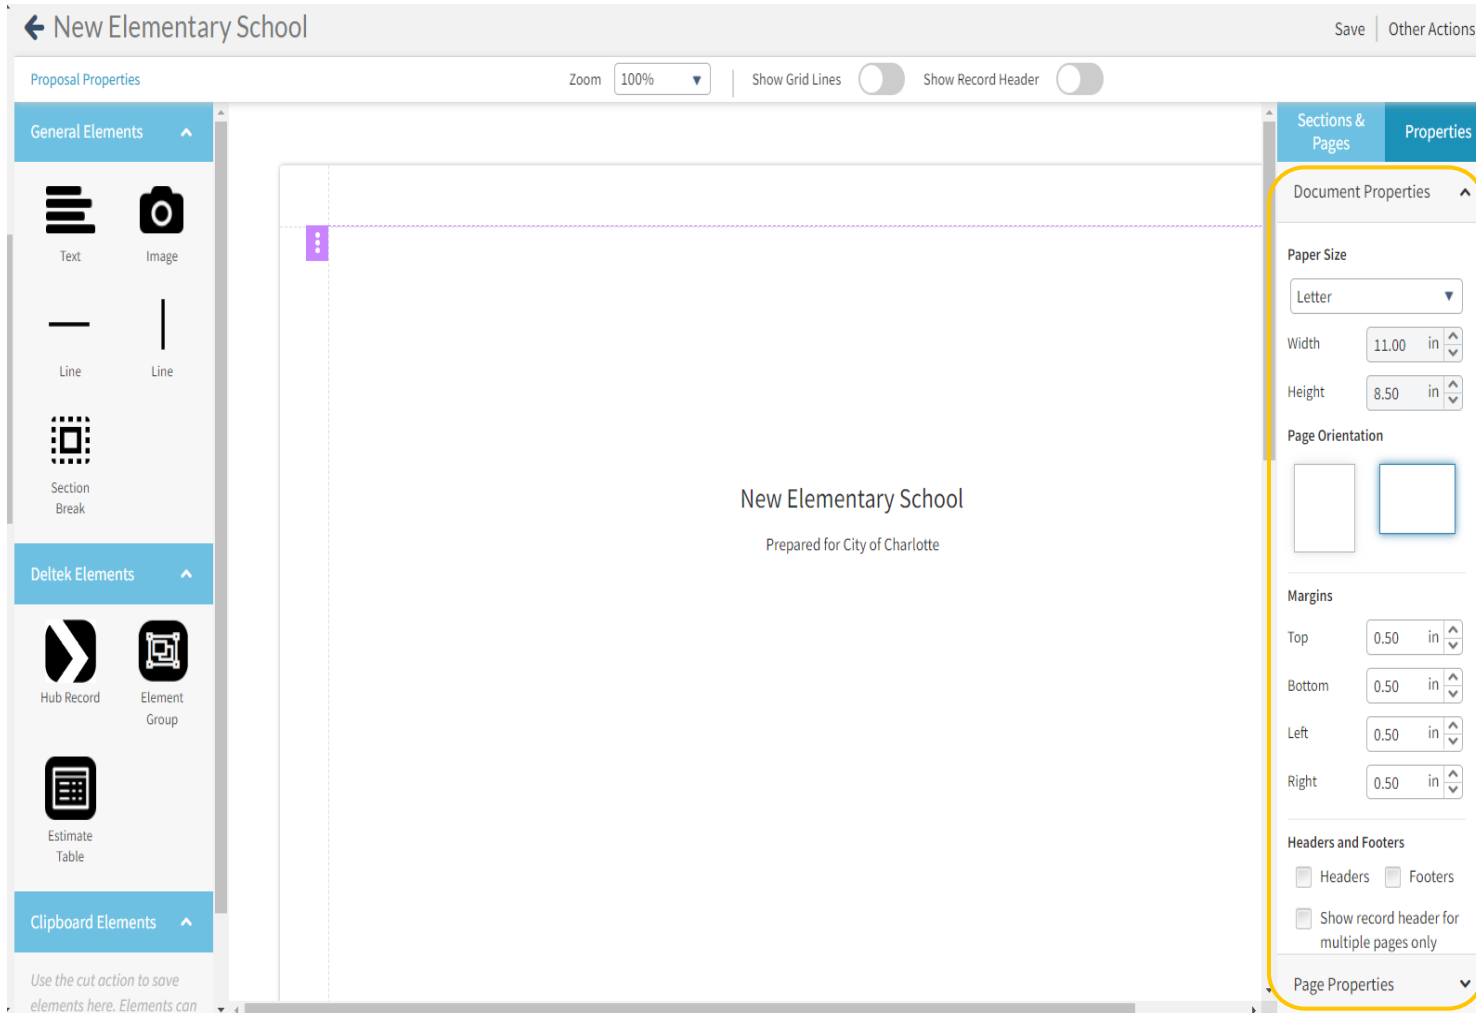 New Elementary School
Save
Other Actions
Proposal Properties
Zoom
100%
Show Grid Lines
Show Record Header
General Elements
Text
Image
Line
Line
Section
Break
Deltek Elements
Hub Record
Element
Group
Estimate
Table
Clipboard Elements
Use the cut action to save
elements here. Elements can
New Elementary School
Prepared for City of Charlotte
Sections &
Pages
Properties
Document Properties
Paper Size
Letter
Width
11.00 in
Height
8.50 in
Page Orientation
Margins
Top
0.50 in
Bottom
0.50 in
Left
0.50 in
Right
0.50 in
Headers and Footers
Headers
Footers
Show record header for
multiple pages only
Page Properties